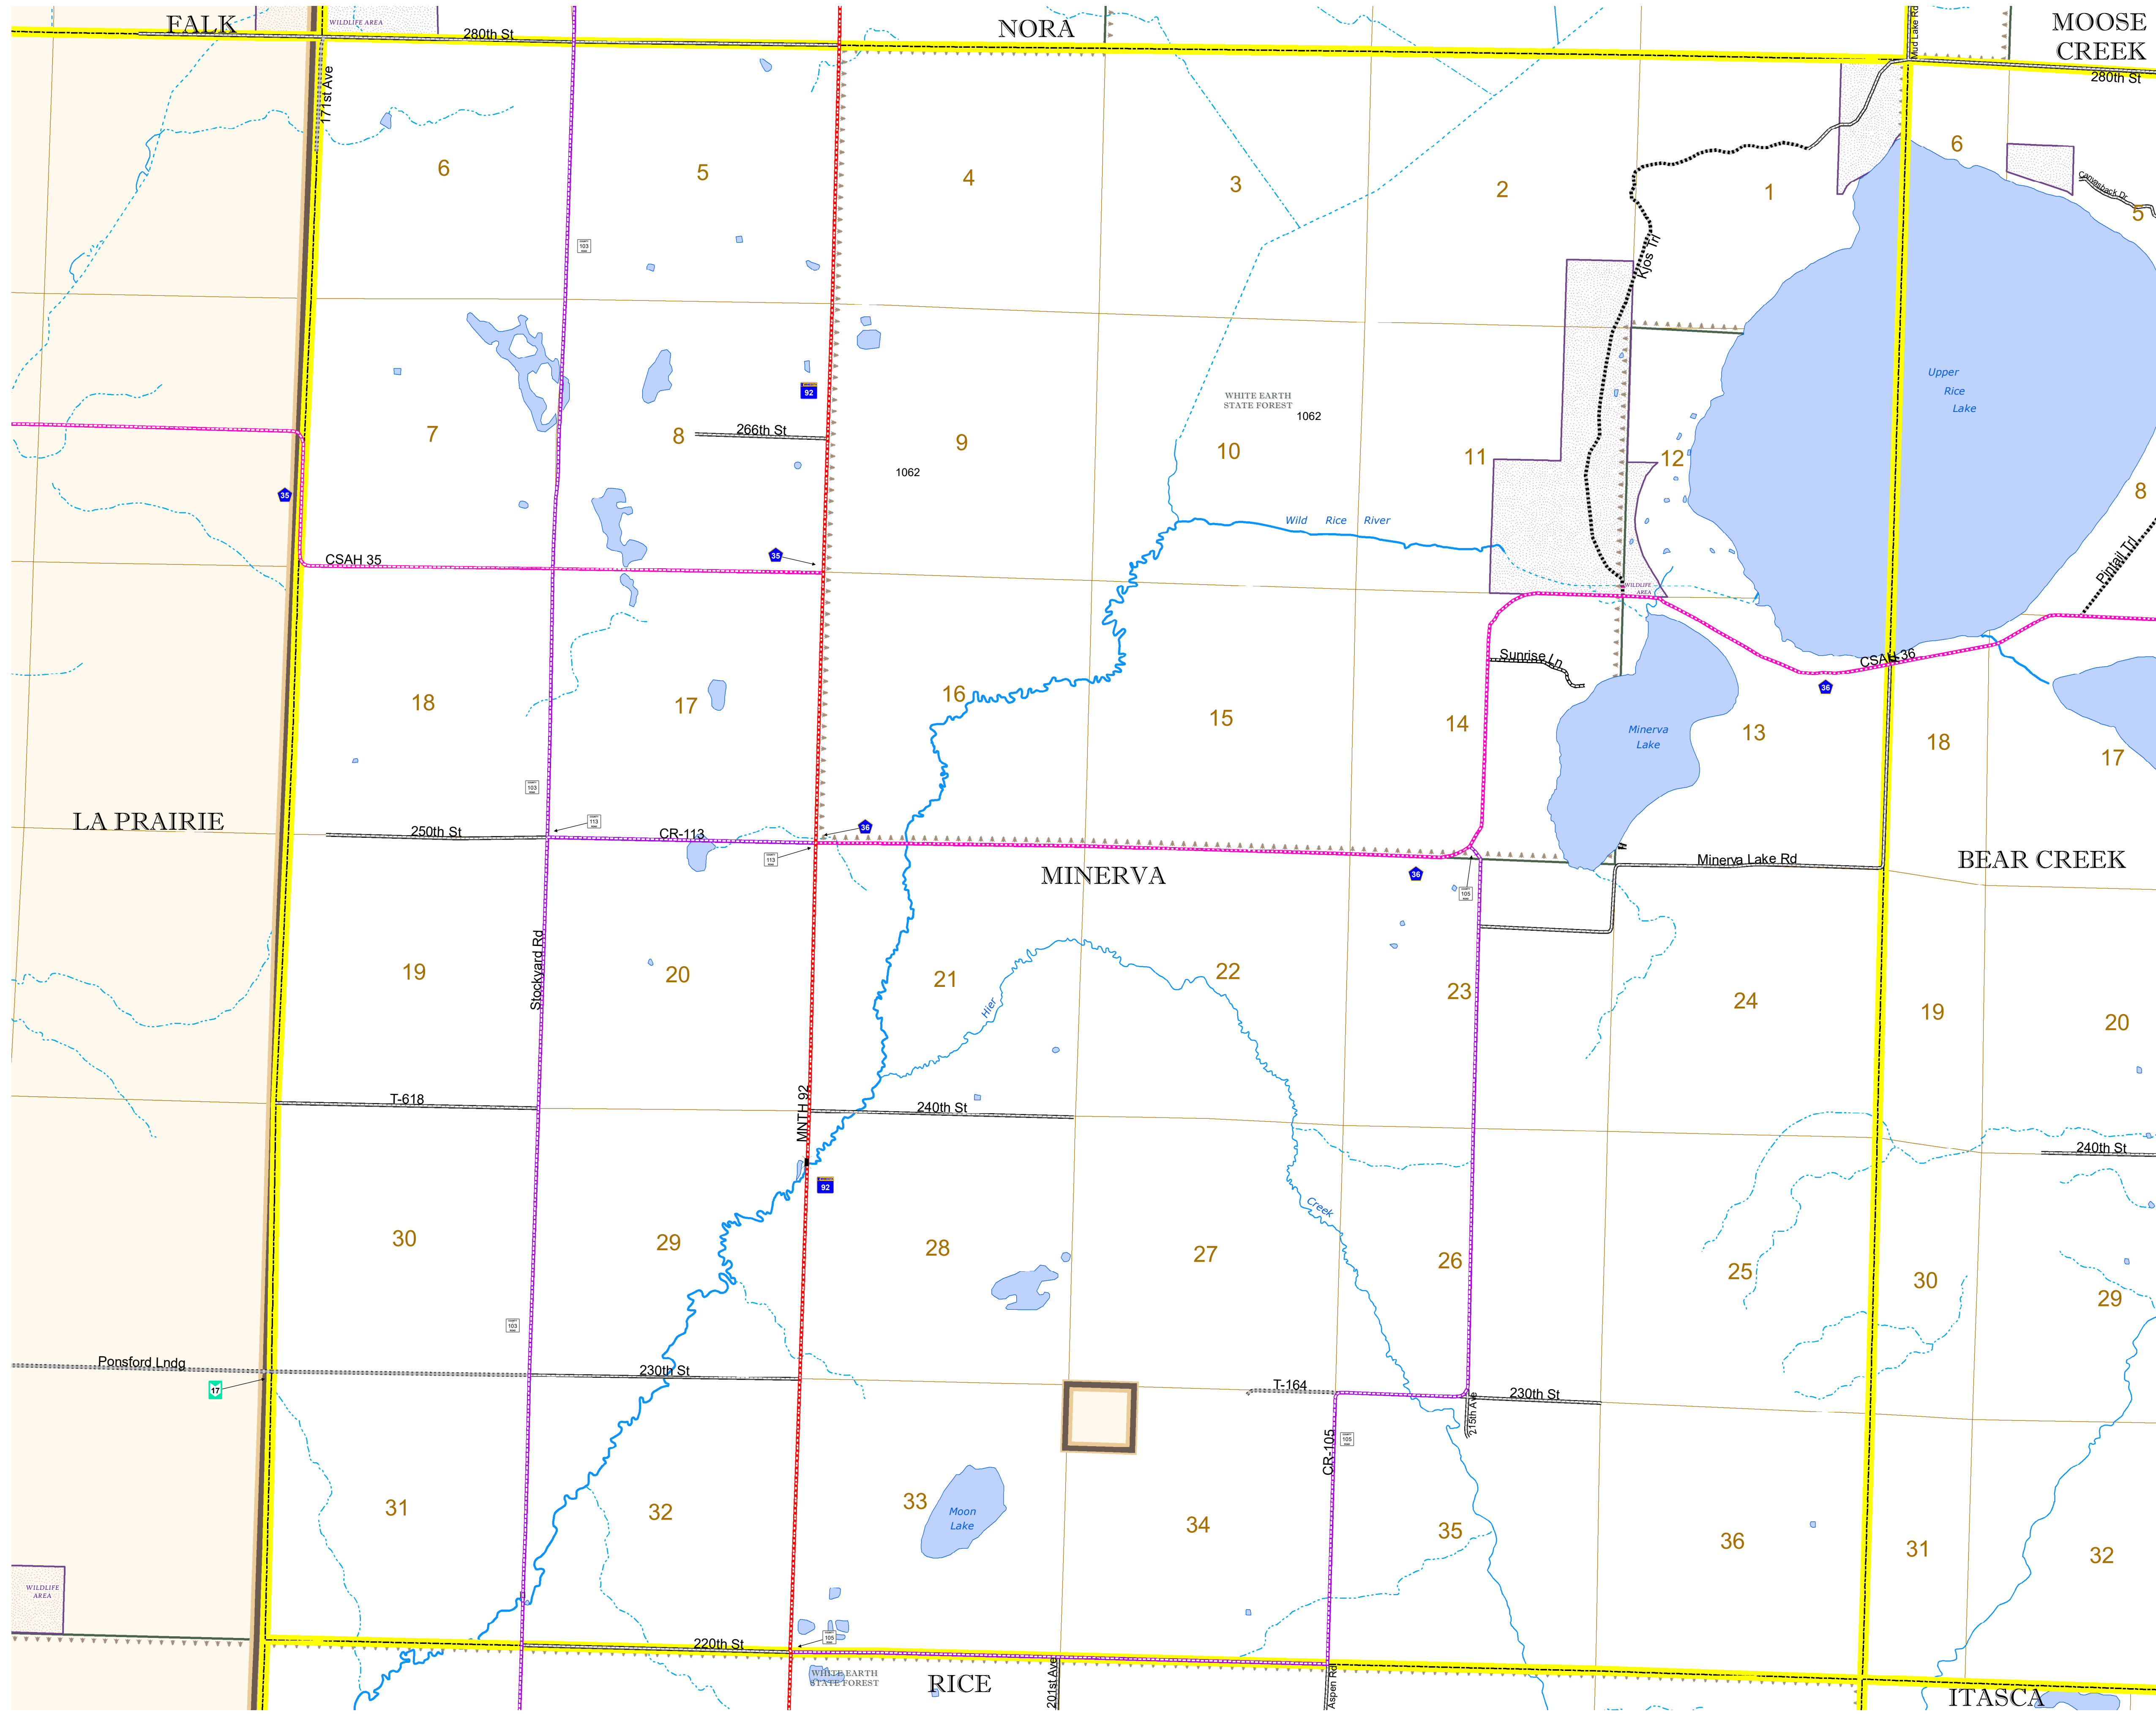 FALK
WILDLIFE AREA
280th St
NORA
Mud Lake Rd
MOOSE
CREEK
280th St
171st Ave
6
5
4
3
2
1
6
Camelback Dr
5
103
Kjos Trl
Upper
Rice
Lake
92
WHITE EARTH
STATE FOREST
1062
7
266th St
8
9
10
11
12
8
1062
35
Wild Rice River
CSAH 35
35
Pintail Trl
WILDLIFE
AREA
Sunrise Ln
CSAH 36
36
18
17
16
15
14
Minerva
Lake
13
18
17
103
LA PRAIRIE
250th St
113
CR-113
36
113
MINERVA
36
105
Minerva Lake Rd
BEAR CREEK
Stockyard Rd
19
20
21
Hier
22
23
24
19
20
T-618
MNTH 92
240th St
240th St
92
Creek
30
29
28
27
26
25
30
29
103
Ponsford Lndg
17
230th St
T-164
230th St
215th Ave
CR-105
105
31
32
33
Moon
Lake
34
35
36
31
32
WILDLIFE
AREA
220th St
105
WHITE EARTH
STATE FOREST
RICE
201st Ave
Aspen Rd
ITASCA